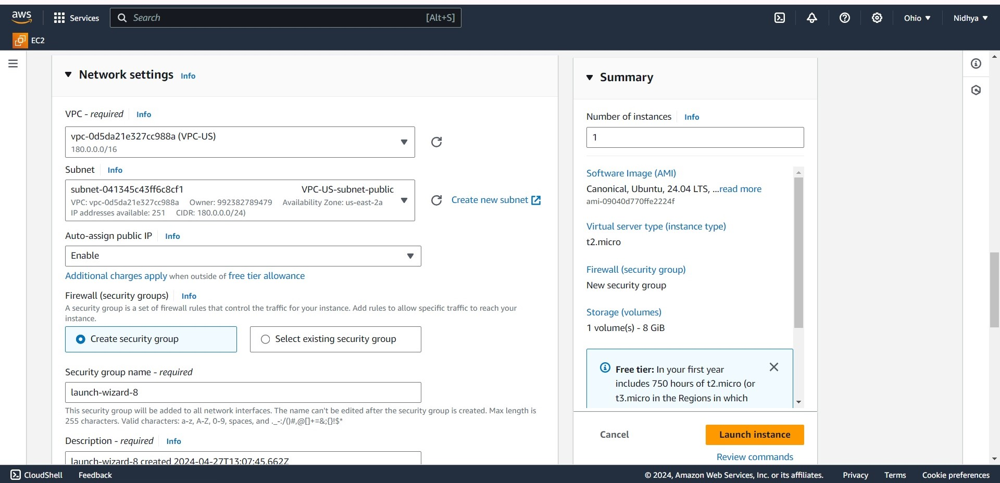 aws
Services
Search
[Alt+S]
Ohio ▼
Nidhya ▼
EC2
▼ Network settings Info
VPC - required Info
vpc-0d5da21e327cc988a (VPC-US)
180.0.0.0/16
Subnet Info
subnet-041345c43ff6c8cf1 VPC-US-subnet-public
VPC: vpc-0d5da21e327cc988a Owner: 992382789479 Availability Zone: us-east-2a
IP addresses available: 251 CIDR: 180.0.0.0/24)
Create new subnet
Auto-assign public IP Info
Enable
Additional charges apply when outside of free tier allowance
Firewall (security groups) Info
A security group is a set of firewall rules that control the traffic for your instance. Add rules to allow specific traffic to reach your
instance.
Create security group
Select existing security group
Security group name - required
launch-wizard-8
This security group will be added to all network interfaces. The name can't be edited after the security group is created. Max length is
255 characters. Valid characters: a-z, A-Z, 0-9, spaces, and ._-:/()#,@[]+=&;{}!$*
Description - required Info
launch-wizard-8 created 2024-04-27T13:07:45.662Z
▼ Summary
Number of instances Info
1
Software Image (AMI)
Canonical, Ubuntu, 24.04 LTS, ...read more
ami-09040d770ffe2224f
Virtual server type (instance type)
t2.micro
Firewall (security group)
New security group
Storage (volumes)
1 volume(s) - 8 GiB
Free tier: In your first year
includes 750 hours of t2.micro (or
t3.micro in the Regions in which
Cancel
Launch instance
Review commands
CloudShell
Feedback
© 2024, Amazon Web Services, Inc. or its affiliates.
Privacy
Terms
Cookie preferences